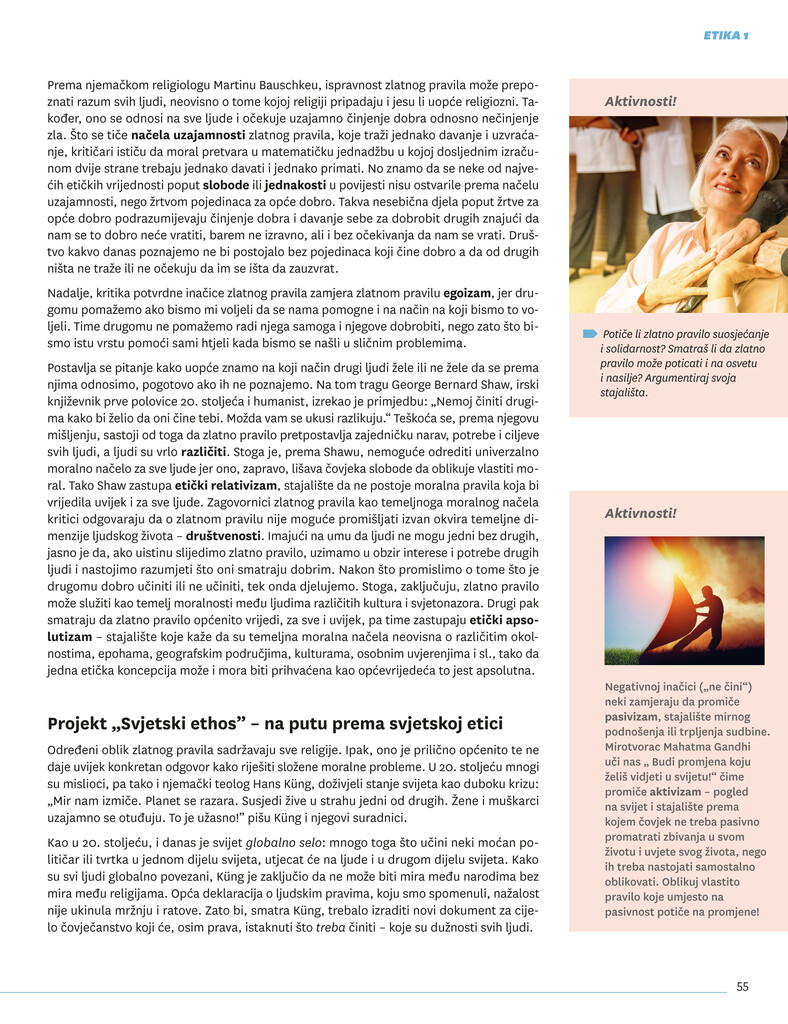 ETIKA 1
Prema njemačkom religiologu Martinu Bauschkeu, ispravnost zlatnog pravila može prepo-
znati razum svih ljudi, neovisno o tome kojoj religiji pripadaju i jesu li uopće religiozni. Ta-
kođer, ono se odnosi na sve ljude i očekuje uzajamno činjenje dobra odnosno nečinjenje
zla. Što se tiče načela uzajamnosti zlatnog pravila, koje traži jednako davanje i uzvraća-
nje, kritičari ističu da moral pretvara u matematičku jednadžbu u kojoj dosljednim izraču-
nom dvije strane trebaju jednako davati i jednako primati. No znamo da se neke od najve-
ćih etičkih vrijednosti poput slobode ili jednakosti u povijesti nisu ostvarile prema načelu
uzajamnosti, nego žrtvom pojedinaca za opće dobro. Takva nesebična djela poput žrtve za
opće dobro podrazumijevaju činjenje dobra i davanje sebe za dobrobit drugih znajući da
nam se to dobro neće vratiti, barem ne izravno, ali i bez očekivanja da nam se vrati. Druš-
tvo kakvo danas poznajemo ne bi postojalo bez pojedinaca koji čine dobro a da od drugih
ništa ne traže ili ne očekuju da im se išta da zauzvrat.
Nadalje, kritika potvrdne inačice zlatnog pravila zamjera zlatnom pravilu egoizam, jer dru-
gomu pomažemo ako bismo mi voljeli da se nama pomogne i na način na koji bismo to vo-
ljeli. Time drugomu ne pomažemo radi njega samoga i njegove dobrobiti, nego zato što bi-
smo istu vrstu pomoći sami htjeli kada bismo se našli u sličnim problemima.
Postavlja se pitanje kako uopće znamo na koji način drugi ljudi žele ili ne žele da se prema
njima odnosimo, pogotovo ako ih ne poznajemo. Na tom tragu George Bernard Shaw, irski
književnik prve polovice 20. stoljeća i humanist, izrekao je primjedbu: „Nemoj činiti drugi-
ma kako bi želio da oni čine tebi. Možda vam se ukusi razlikuju.“ Teškoća se, prema njegovu
mišljenju, sastoji od toga da zlatno pravilo pretpostavlja zajedničku narav, potrebe i ciljeve
svih ljudi, a ljudi su vrlo različiti. Stoga je, prema Shawu, nemoguće odrediti univerzalno
moralno načelo za sve ljude jer ono, zapravo, lišava čovjeka slobode da oblikuje vlastiti mo-
ral. Tako Shaw zastupa etički relativizam, stajalište da ne postoje moralna pravila koja bi
vrijedila uvijek i za sve ljude. Zagovornici zlatnog pravila kao temeljnoga moralnog načela
kritici odgovaraju da o zlatnom pravilu nije moguće promišljati izvan okvira temeljne di-
menzije ljudskog života – društvenosti. Imajući na umu da ljudi ne mogu jedni bez drugih,
jasno je da, ako uistinu slijedimo zlatno pravilo, uzimamo u obzir interese i potrebe drugih
ljudi i nastojimo razumjeti što oni smatraju dobrim. Nakon što promislimo o tome što je
drugomu dobro učiniti ili ne učiniti, tek onda djelujemo. Stoga, zaključuju, zlatno pravilo
može služiti kao temelj moralnosti među ljudima različitih kultura i svjetonazora. Drugi pak
smatraju da zlatno pravilo općenito vrijedi, za sve i uvijek, pa time zastupaju etički apso-
lutizam – stajalište koje kaže da su temeljna moralna načela neovisna o različitim okol-
nostima, epohama, geografskim područjima, kulturama, osobnim uvjerenjima i sl., tako da
jedna etička koncepcija može i mora biti prihvaćena kao općevrijedeća to jest apsolutna.
Projekt „Svjetski ethos” – na putu prema svjetskoj etici
Određeni oblik zlatnog pravila sadržavaju sve religije. Ipak, ono je prilično općenito te ne
daje uvijek konkretan odgovor kako riješiti složene moralne probleme. U 20. stoljeću mnogi
su mislioci, pa tako i njemački teolog Hans Küng, doživjeli stanje svijeta kao duboku krizu:
„Mir nam izmiče. Planet se razara. Susjedi žive u strahu jedni od drugih. Žene i muškarci
uzajamno se otuđuju. To je užasno!” pišu Küng i njegovi suradnici.
Kao u 20. stoljeću, i danas je svijet globalno selo: mnogo toga što učini neki moćan po-
litičar ili tvrtka u jednom dijelu svijeta, utjecat će na ljude i u drugom dijelu svijeta. Kako
su svi ljudi globalno povezani, Küng je zaključio da ne može biti mira među narodima bez
mira među religijama. Opća deklaracija o ljudskim pravima, koju smo spomenuli, nažalost
nije ukinula mržnju i ratove. Zato bi, smatra Küng, trebalo izraditi novi dokument za cije-
lo čovječanstvo koji će, osim prava, istaknuti što treba činiti – koje su dužnosti svih ljudi.
Aktivnosti!
Potiče li zlatno pravilo suosjećanje
i solidarnost? Smatraš li da zlatno
pravilo može poticati i na osvetu
i nasilje? Argumentiraj svoja
stajališta.
Aktivnosti!
Negativnoj inačici („ne čini“)
neki zamjeraju da promiče
pasivizam, stajalište mirnog
podnošenja ili trpljenja sudbine.
Mirotvorac Mahatma Gandhi
uči nas „ Budi promjena koju
želiš vidjeti u svijetu!“ čime
promiče aktivizam – pogled
na svijet i stajalište prema
kojem čovjek ne treba pasivno
promatrati zbivanja u svom
životu i uvjete svog života, nego
ih treba nastojati samostalno
oblikovati. Oblikuj vlastito
pravilo koje umjesto na
pasivnost potiče na promjene!
55